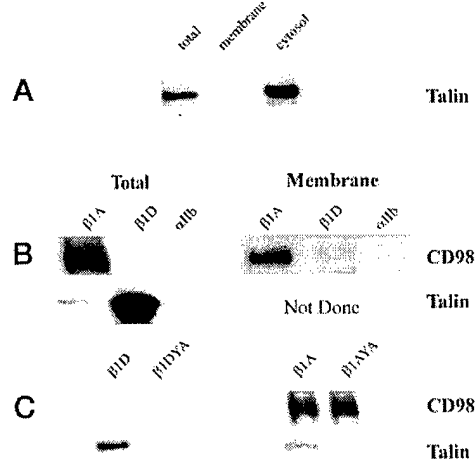 total membrane cytosol
A Talin
Total Membrane
β1A β1D αIIb β1A β1D αIIb
B CD98
Talin
Not Done
β1D β1DYA β1A β1AYA
C CD98
Talin